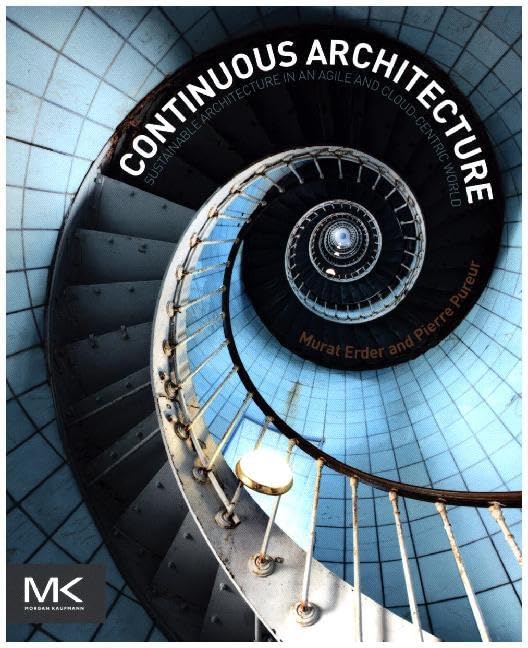 CONTINUOUS ARCHITECTURE
SUSTAINABLE ARCHITECTURE IN AN AGILE AND CLOUD-CENTRIC WORLD
Murat Erder and Pierre Pureur
MK
MORGAN KAUFMANN